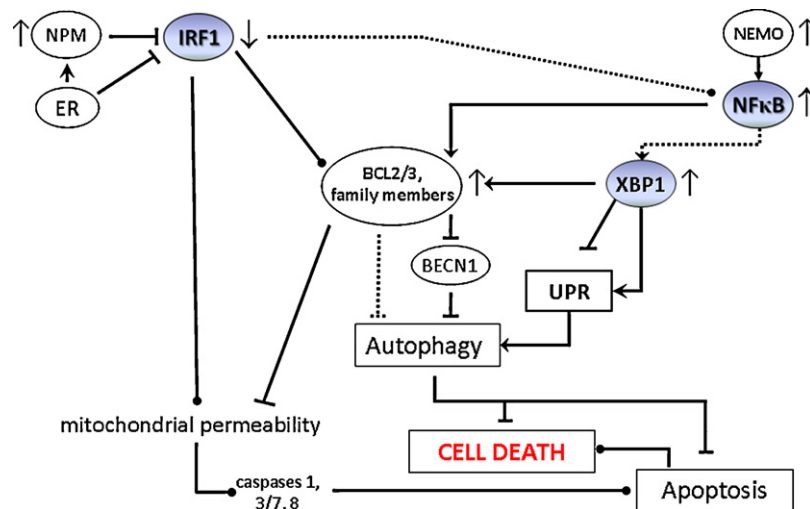 NPM
IRF1
NEMO
ER
NFκB
BCL2/3,
family members
XBP1
BECN1
UPR
Autophagy
mitochondrial permeability
CELL DEATH
caspases 1,
3/7, 8
Apoptosis